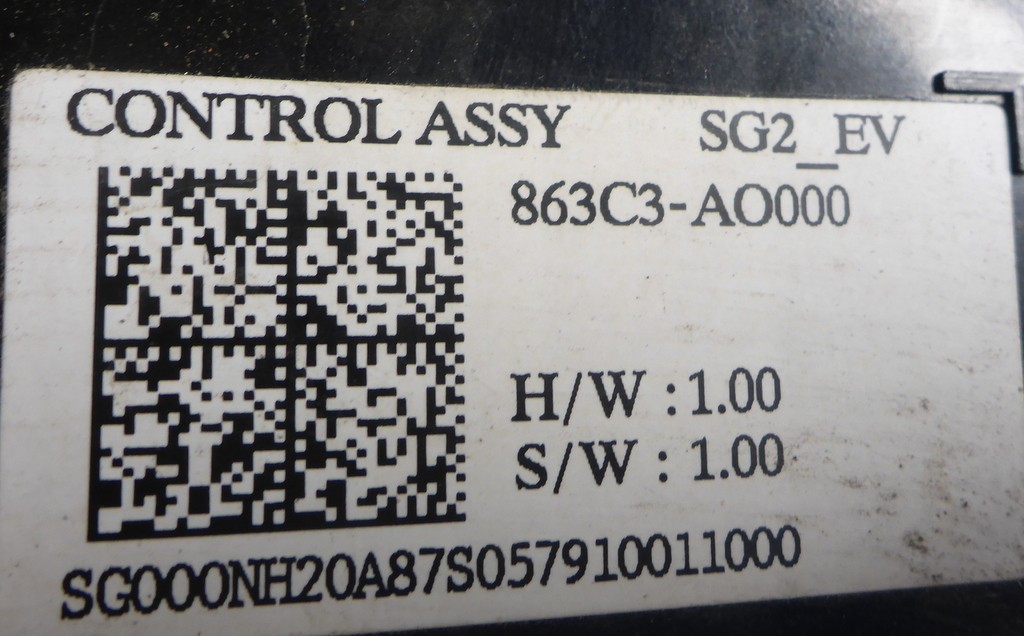 CONTROL ASSY SG2_EV
863C3-AO000
H/W : 1.00
S/W : 1.00
SG000NH20A87S057910011000